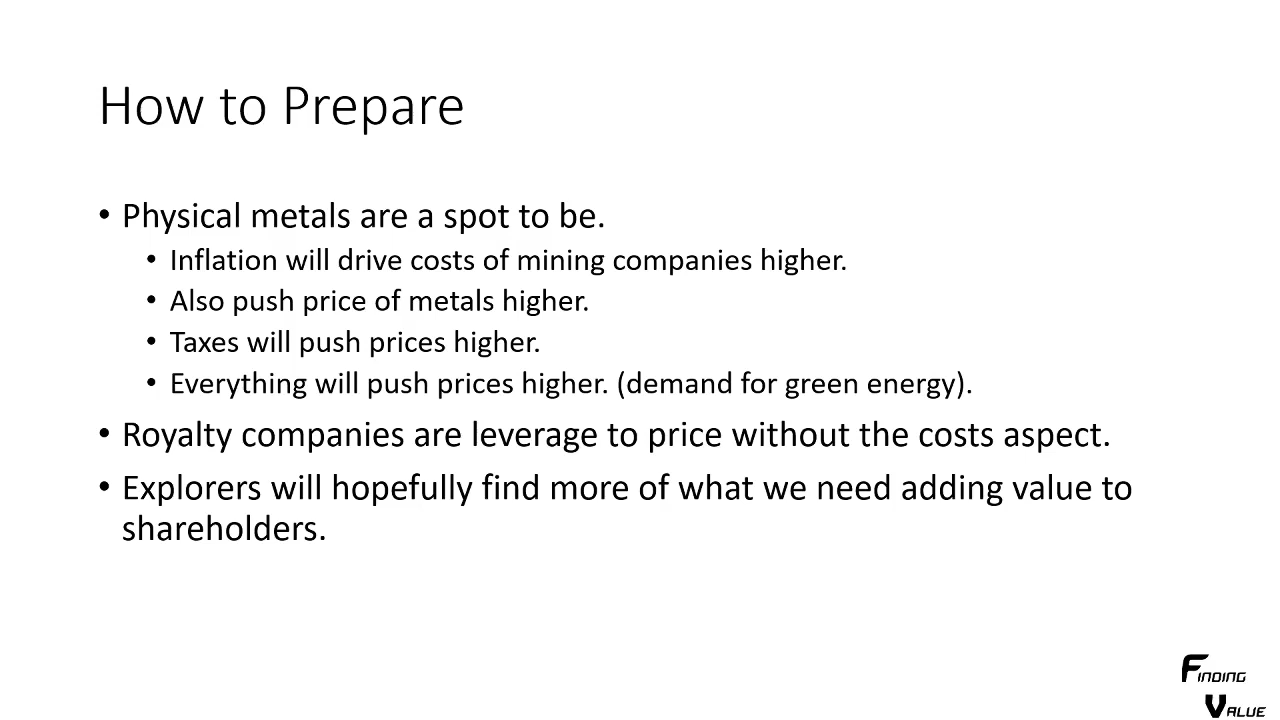 How to Prepare
• Physical metals are a spot to be.
• Inflation will drive costs of mining companies higher.
• Also push price of metals higher.
• Taxes will push prices higher.
• Everything will push prices higher. (demand for green energy).
• Royalty companies are leverage to price without the costs aspect.
• Explorers will hopefully find more of what we need adding value to
shareholders.
Finding
Value